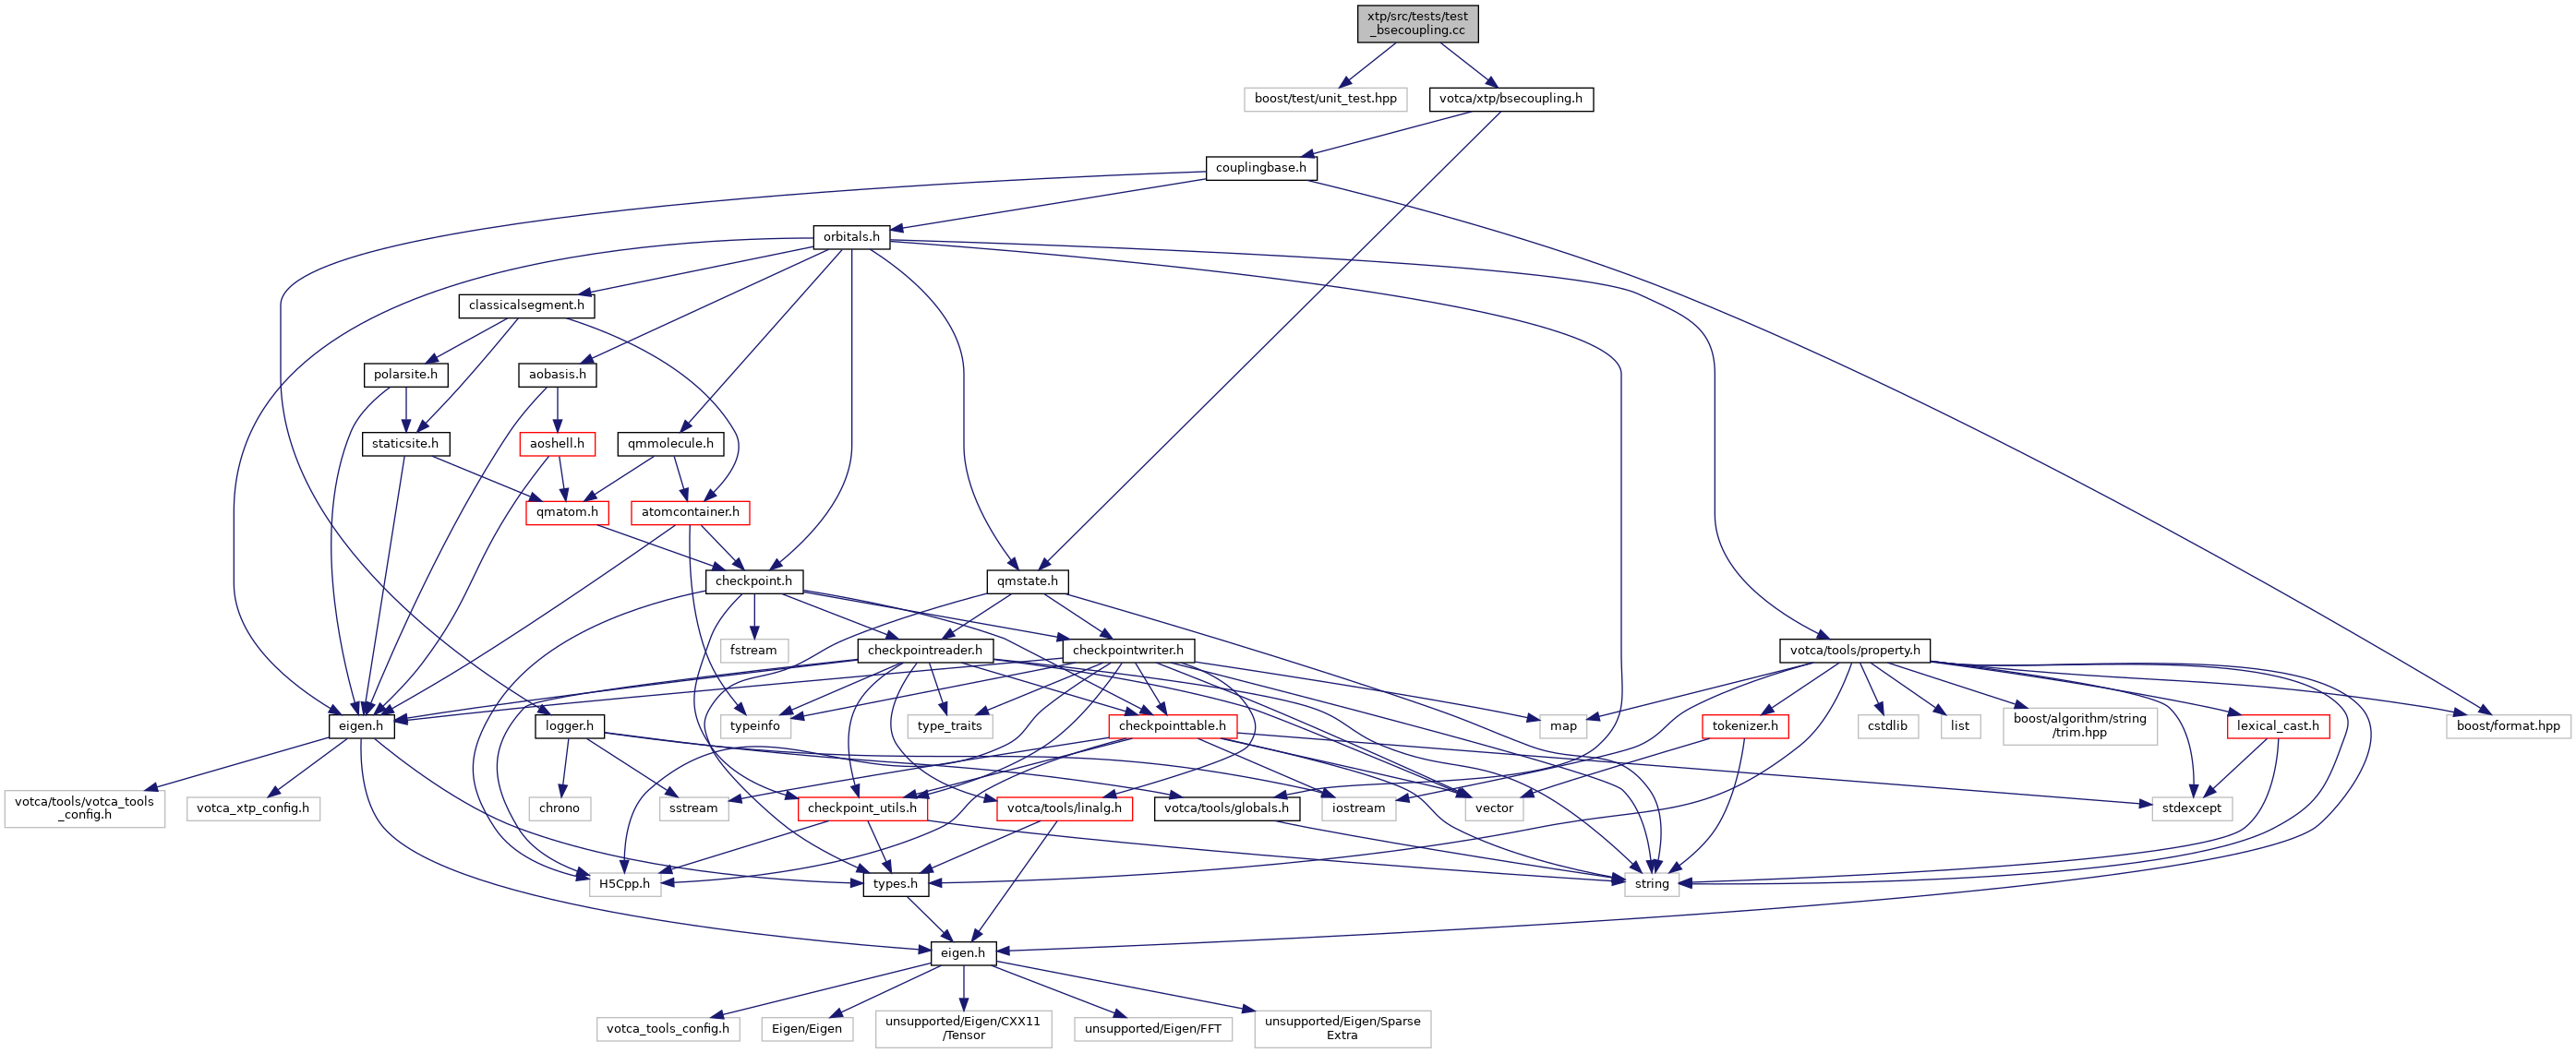 xtp/src/tests/test
_bsecoupling.cc
boost/test/unit_test.hpp
votca/xtp/bsecoupling.h
couplingbase.h
orbitals.h
classicalsegment.h
polarsite.h
aobasis.h
staticsite.h
aoshell.h
qmmolecule.h
qmatom.h
atomcontainer.h
checkpoint.h
qmstate.h
fstream
checkpointreader.h
checkpointwriter.h
votca/tools/property.h
eigen.h
logger.h
typeinfo
type_traits
checkpointtable.h
map
tokenizer.h
cstdlib
list
boost/algorithm/string
/trim.hpp
lexical_cast.h
boost/format.hpp
votca/tools/votca_tools
_config.h
votca_xtp_config.h
chrono
sstream
checkpoint_utils.h
votca/tools/linalg.h
votca/tools/globals.h
iostream
vector
stdexcept
H5Cpp.h
types.h
string
eigen.h
votca_tools_config.h
Eigen/Eigen
unsupported/Eigen/CXX11
/Tensor
unsupported/Eigen/FFT
unsupported/Eigen/Sparse
Extra